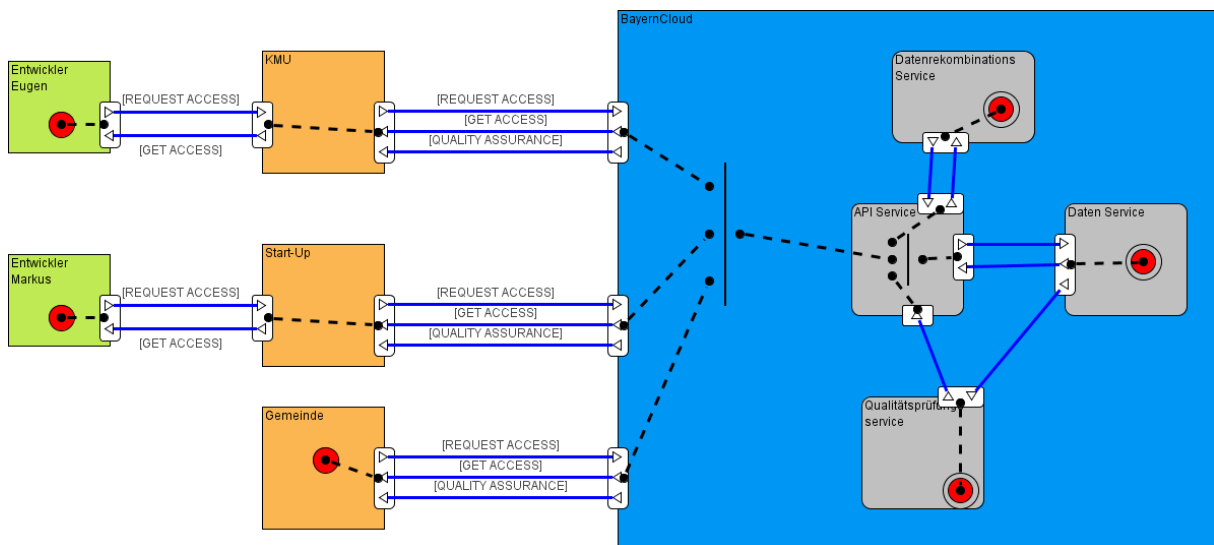 BayernCloud
Entwickler
Eugen
[REQUEST ACCESS]
[GET ACCESS]
KMU
[REQUEST ACCESS]
[GET ACCESS]
[QUALITY ASSURANCE]
Datenrekombinations
Service
Entwickler
Markus
[REQUEST ACCESS]
[GET ACCESS]
Start-Up
[REQUEST ACCESS]
[GET ACCESS]
[QUALITY ASSURANCE]
API Service
Daten Service
Gemeinde
[REQUEST ACCESS]
[GET ACCESS]
[QUALITY ASSURANCE]
Qualitätsprüfung
service